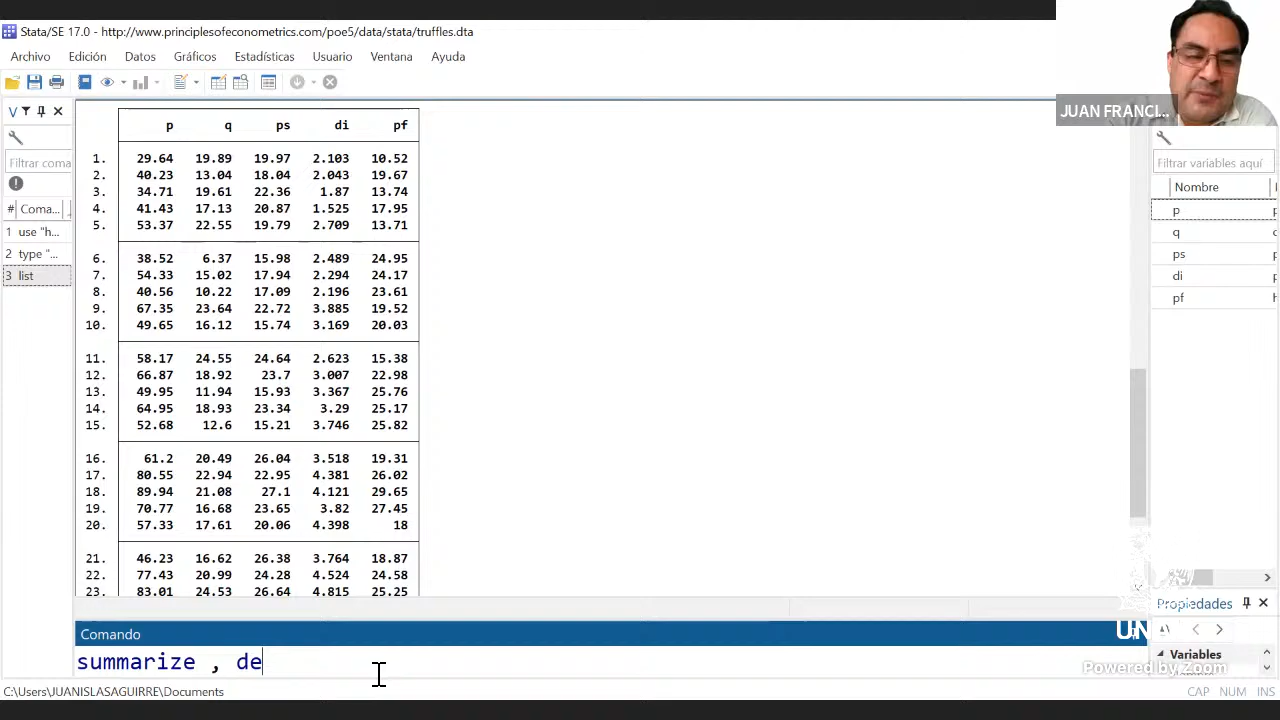 Stata/SE 17.0 - http://www.principlesofeconometrics.com/poe5/data/stata/truffles.dta
Archivo Edición Datos Gráficos Estadísticas Usuario Ventana Ayuda
JUAN FRANCI...
V
Filtrar coma
# Coma...
1 use "h...
2 type "...
3 list
p q ps di pf
1. 29.64 19.89 19.97 2.103 10.52
2. 40.23 13.04 18.04 2.043 19.67
3. 34.71 19.61 22.36 1.87 13.74
4. 41.43 17.13 20.87 1.525 17.95
5. 53.37 22.55 19.79 2.709 13.71
6. 38.52 6.37 15.98 2.489 24.95
7. 54.33 15.02 17.94 2.294 24.17
8. 40.56 10.22 17.09 2.196 23.61
9. 67.35 23.64 22.72 3.885 19.52
10. 49.65 16.12 15.74 3.169 20.03
11. 58.17 24.55 24.64 2.623 15.38
12. 66.87 18.92 23.7 3.007 22.98
13. 49.95 11.94 15.93 3.367 25.76
14. 64.95 18.93 23.34 3.29 25.17
15. 52.68 12.6 15.21 3.746 25.82
16. 61.2 20.49 26.04 3.518 19.31
17. 80.55 22.94 22.95 4.381 26.02
18. 89.94 21.08 27.1 4.121 29.65
19. 70.77 16.68 23.65 3.82 27.45
20. 57.33 17.61 20.06 4.398 18
21. 46.23 16.62 26.38 3.764 18.87
22. 77.43 20.99 24.28 4.524 24.58
23. 83.01 24.53 26.64 4.815 25.25
Filtrar variables aquí
Nombre
p p
q
ps p
di p
pf h
Propiedades
Variables
Comando
summarize , de
C:\Users\JUANISLASAGUIRRE\Documents
UN
Powered by Zoom
CAP NUM INS